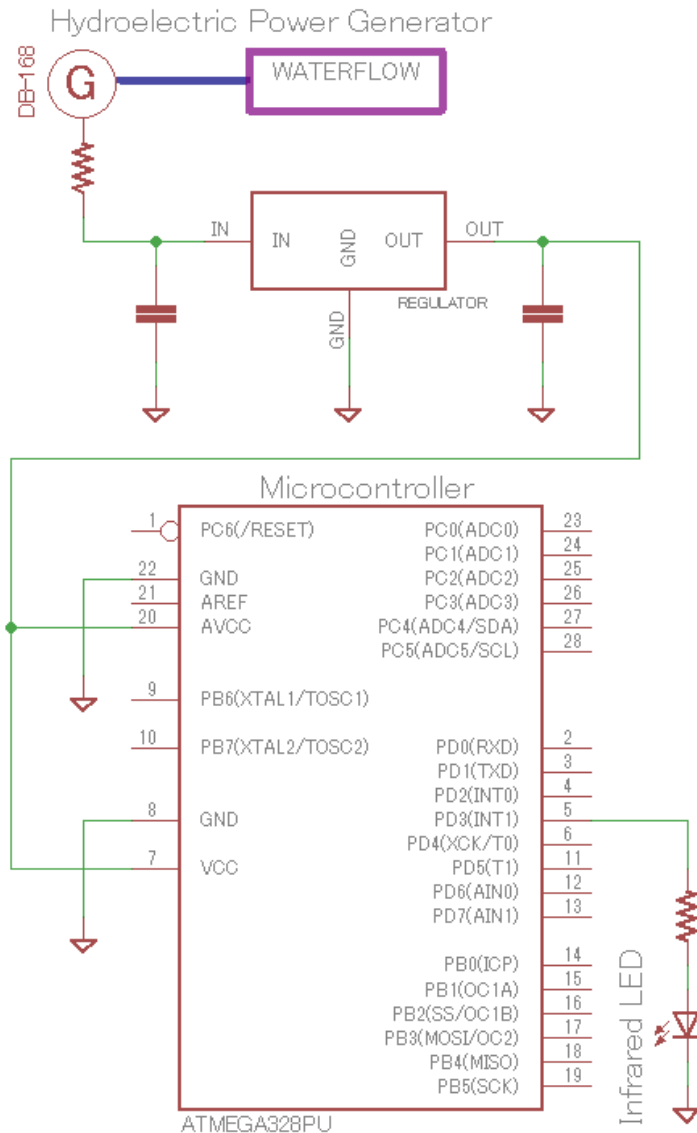 Hydroelectric Power Generator
DB-168
G
WATERFLOW
IN
IN
GND
OUT
OUT
GND
REGULATOR
Microcontroller
1
PC6(/RESET)
PC0(ADC0)
23
PC1(ADC1)
24
22
GND
PC2(ADC2)
25
21
AREF
PC3(ADC3)
26
20
AVCC
PC4(ADC4/SDA)
27
PC5(ADC5/SCL)
28
9
PB6(XTAL1/TOSC1)
10
PB7(XTAL2/TOSC2)
PD0(RXD)
2
PD1(TXD)
3
PD2(INT0)
4
8
GND
PD3(INT1)
5
PD4(XCK/T0)
6
7
VCC
PD5(T1)
11
PD6(AIN0)
12
PD7(AIN1)
13
PB0(ICP)
14
PB1(OC1A)
15
PB2(SS/OC1B)
16
PB3(MOSI/OC2)
17
PB4(MISO)
18
PB5(SCK)
19
Infrared LED
ATMEGA328PU